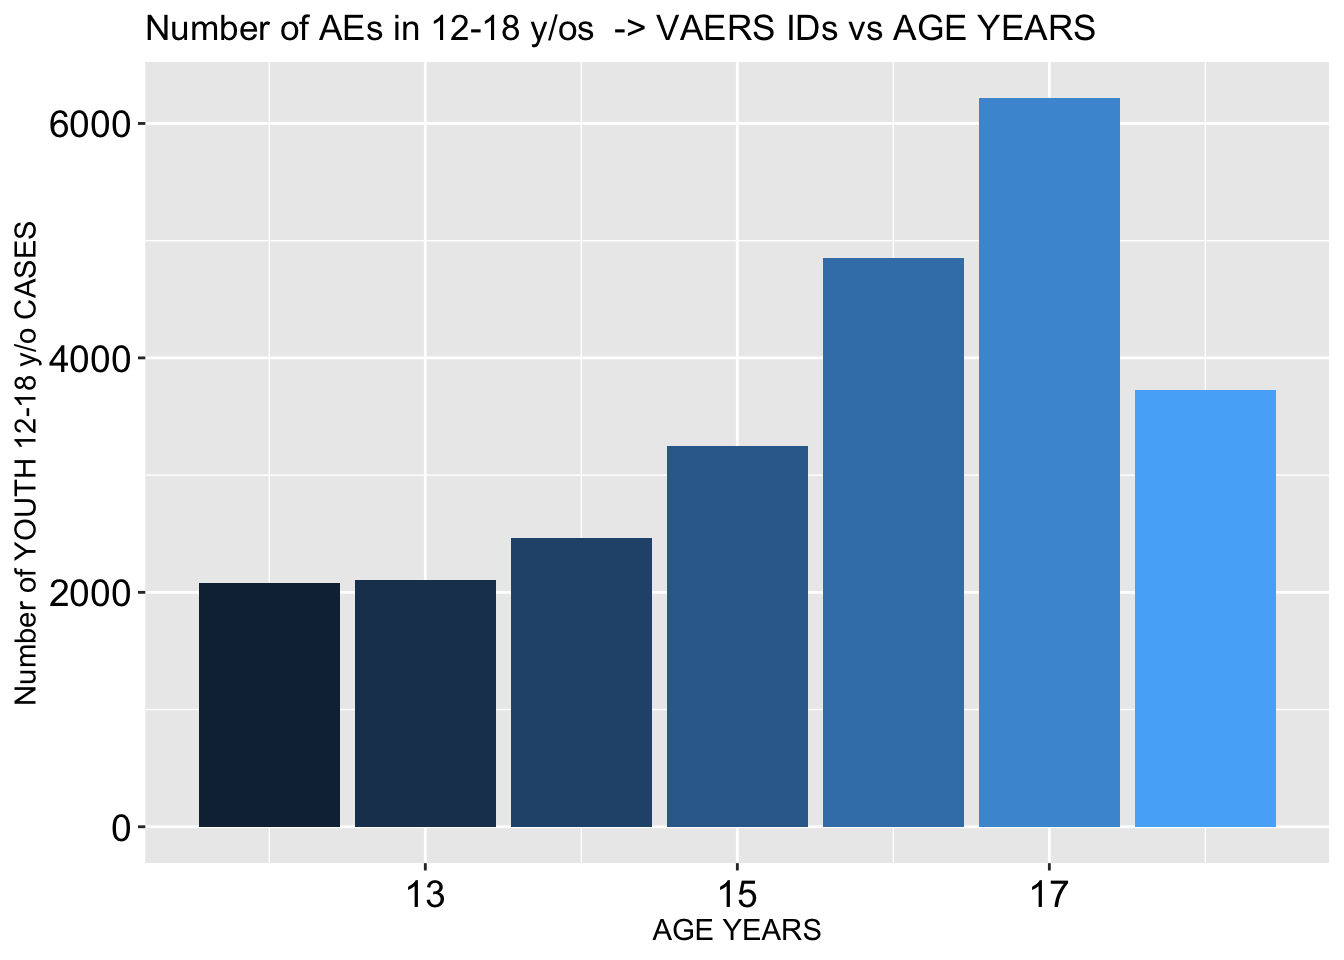 Number of AEs in 12-18 y/os  -> VAERS IDs vs AGE YEARS
Number of YOUTH 12-18 y/o CASES
6000
4000
2000
0
13 15 17
AGE YEARS